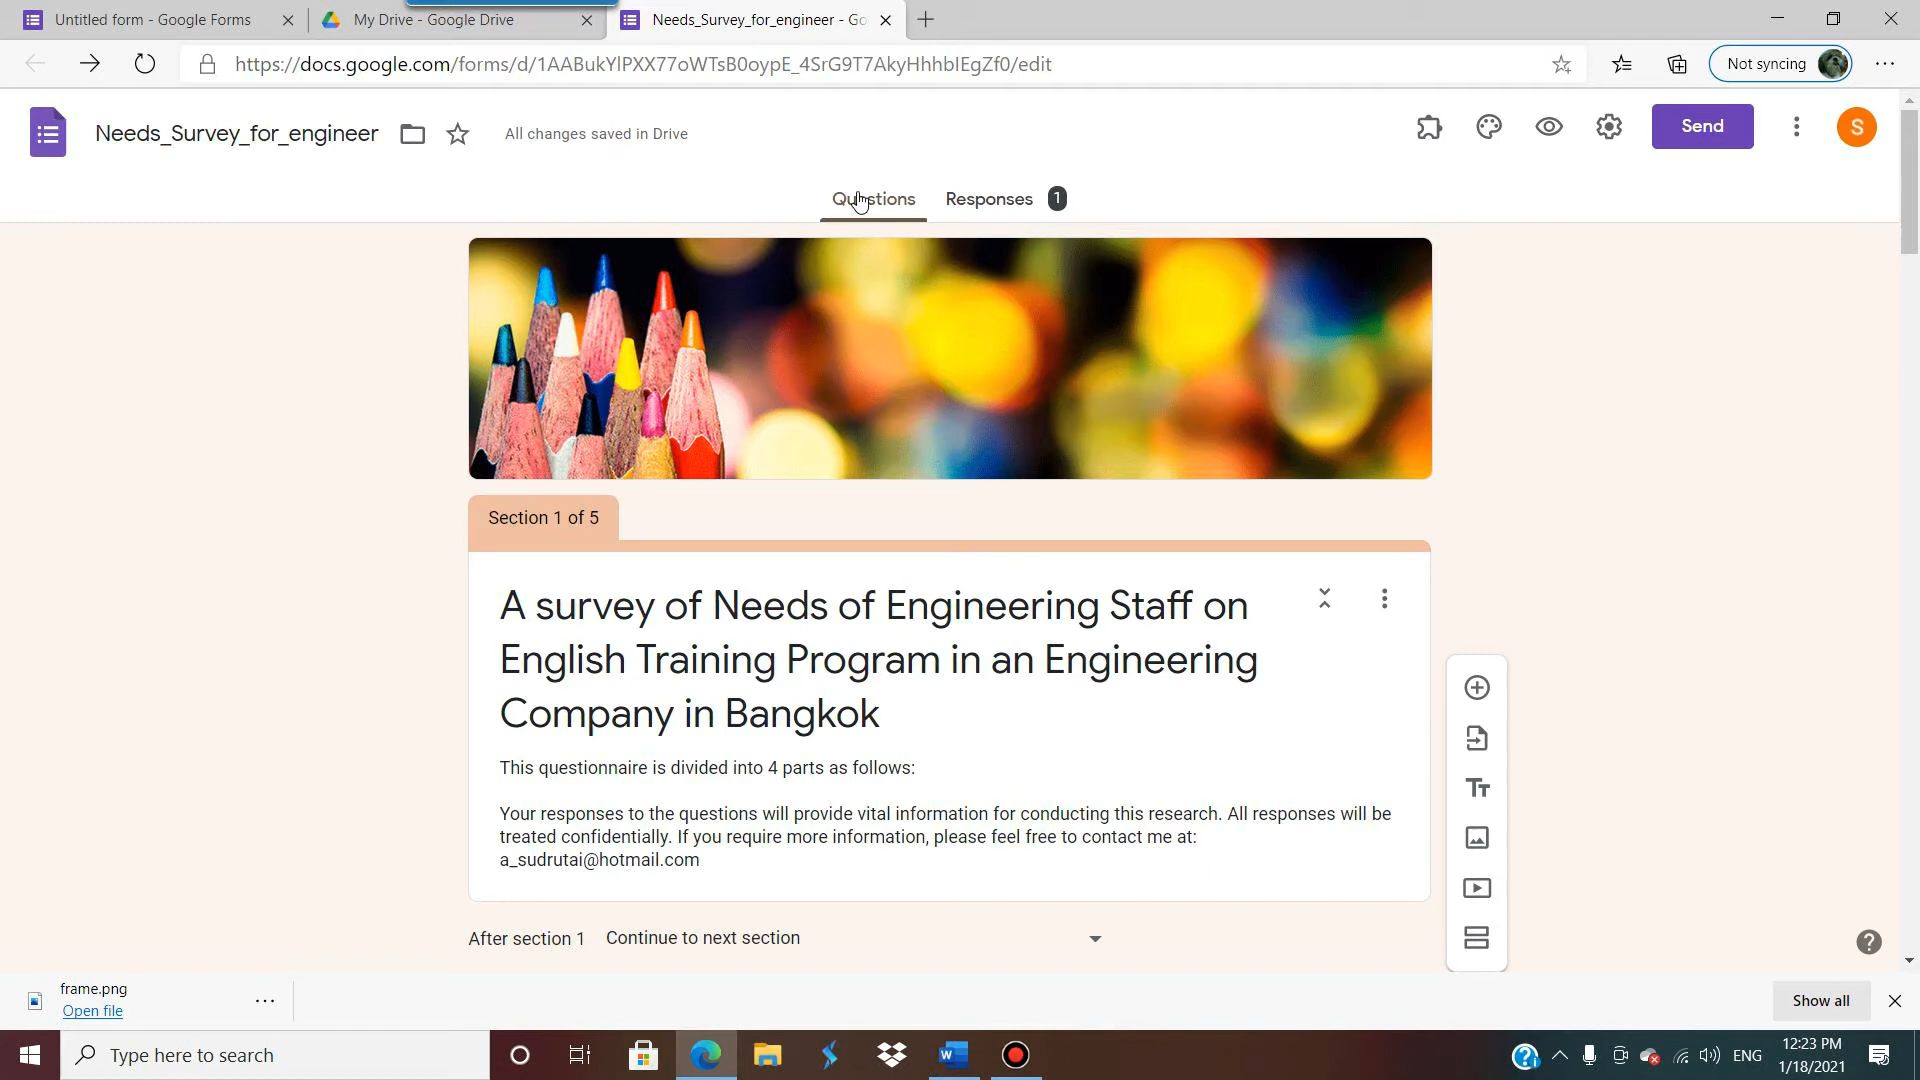 Untitled form - Google Forms
My Drive - Google Drive
Needs_Survey_for_engineer - Go
https://docs.google.com/forms/d/1AABukYlPXX77oWTsB0oypE_4SrG9T7AkyHhhblEgZf0/edit
Not syncing
Needs_Survey_for_engineer
All changes saved in Drive
Send
S
Questions
Responses 1
Section 1 of 5
A survey of Needs of Engineering Staff on
English Training Program in an Engineering
Company in Bangkok
This questionnaire is divided into 4 parts as follows:
Your responses to the questions will provide vital information for conducting this research. All responses will be
treated confidentially. If you require more information, please feel free to contact me at:
a_sudrutai@hotmail.com
After section 1 Continue to next section
frame.png
Open file
Show all
Type here to search
ENG
12:23 PM
1/18/2021